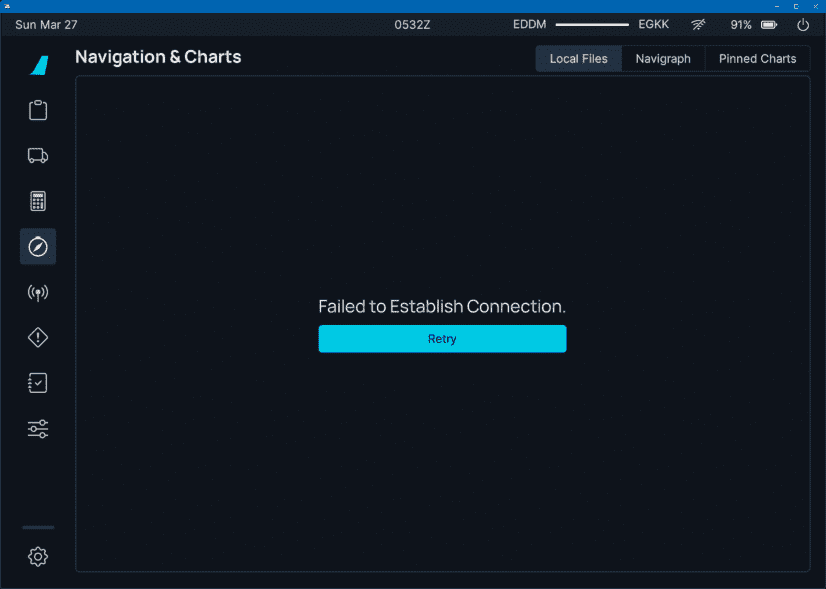 Sun Mar 27 0532Z EDDM EGKK 91%
Navigation & Charts Local Files Navigraph Pinned Charts
Failed to Establish Connection.
Retry